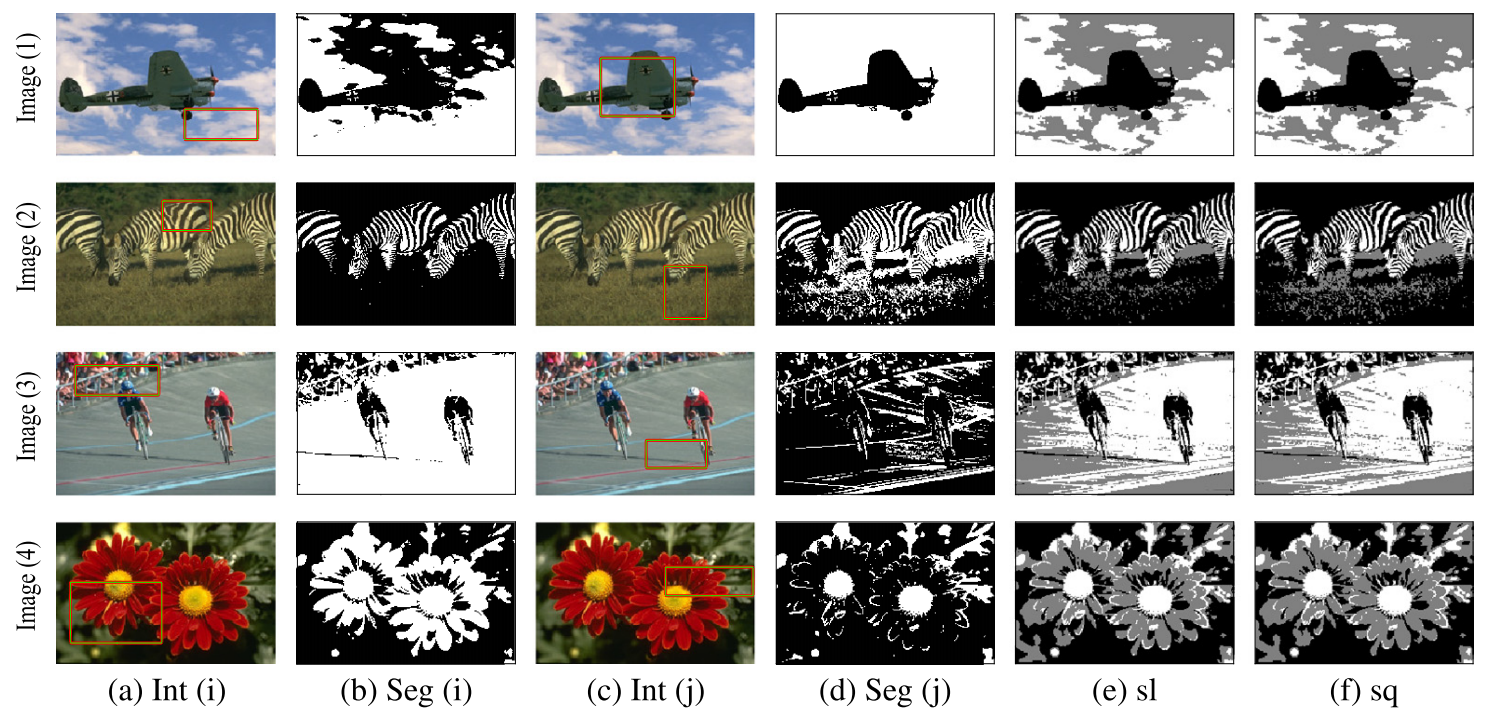 Image (1)
Image (2)
Image (3)
Image (4)
(a) Int (i)
(b) Seg (i)
(c) Int (j)
(d) Seg (j)
(e) sl
(f) sq